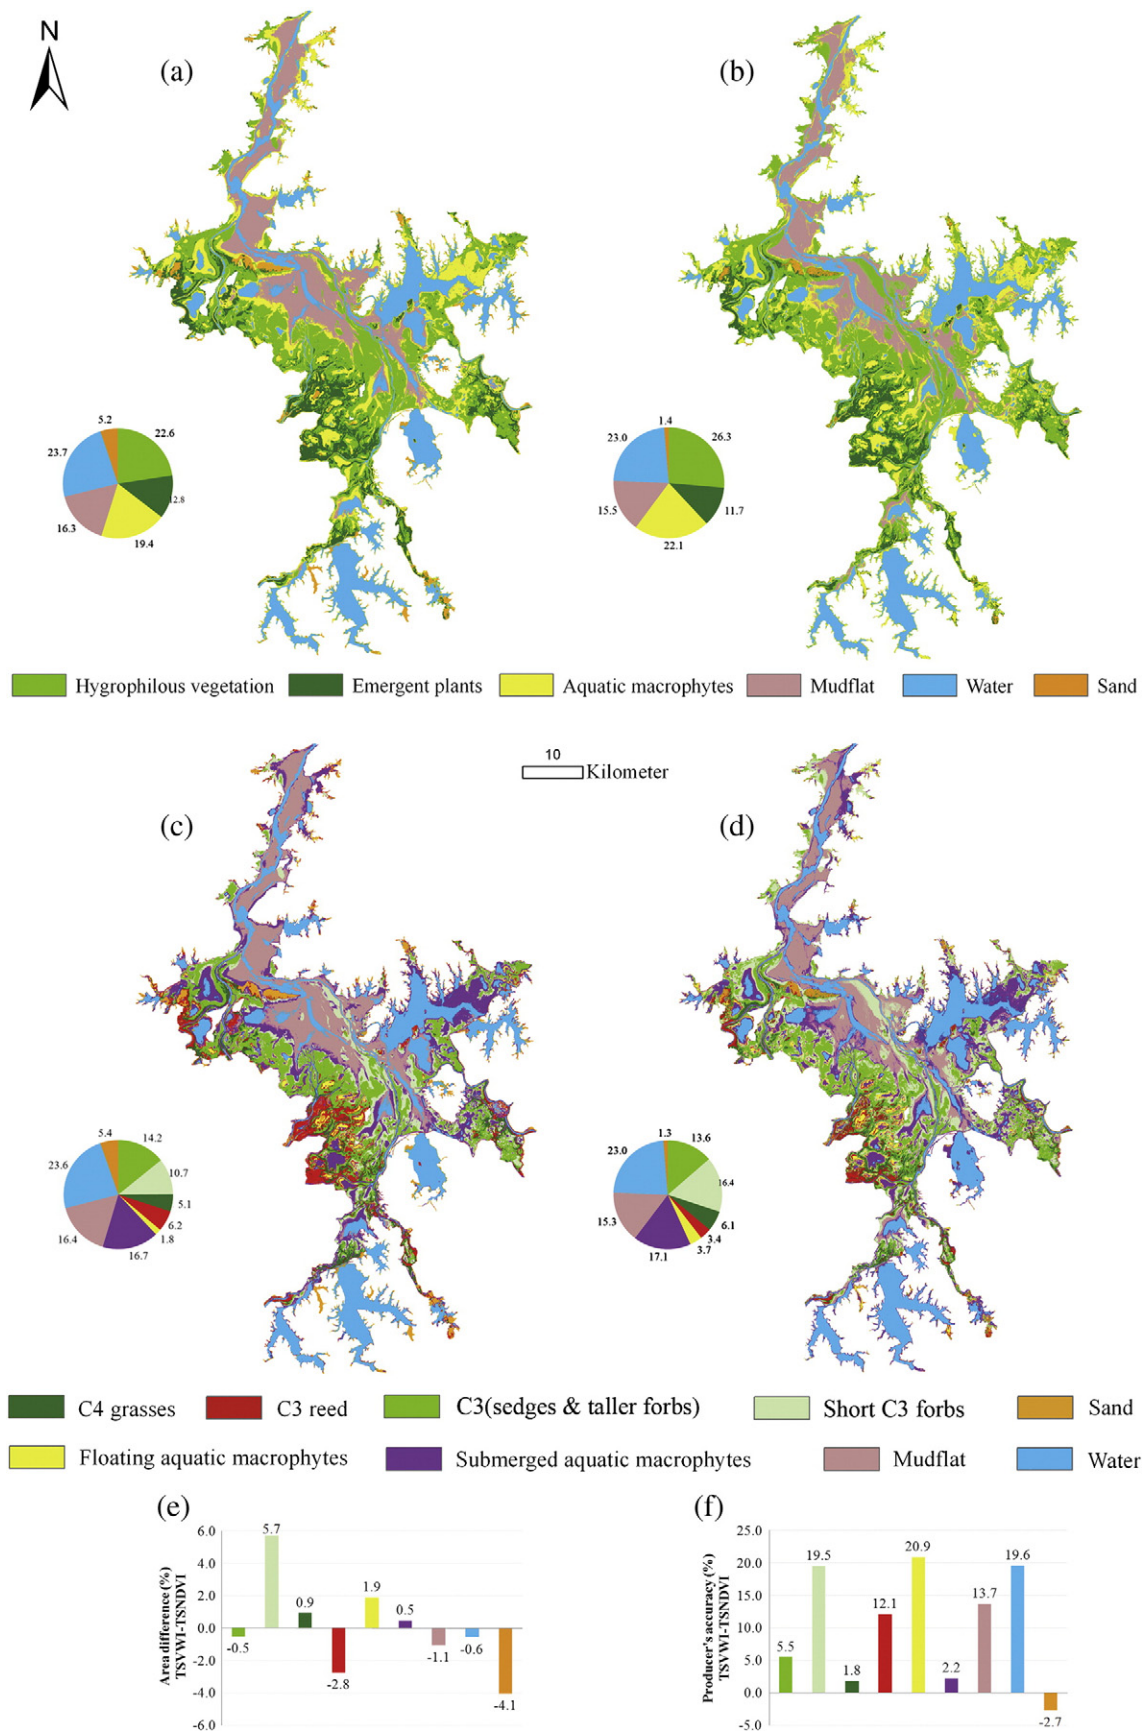 N
(a)
(b)
5.2
22.6
23.7
12.8
16.3
19.4
1.4
23.0
26.3
15.5
11.7
22.1
Hygrophilous vegetation
Emergent plants
Aquatic macrophytes
Mudflat
Water
Sand
10
Kilometer
(c)
(d)
5.4
14.2
23.6
10.7
5.1
6.2
1.8
16.4
16.7
1.3
13.6
23.0
16.4
6.1
3.4
3.7
15.3
17.1
C4 grasses
C3 reed
C3(sedges & taller forbs)
Short C3 forbs
Sand
Floating aquatic macrophytes
Submerged aquatic macrophytes
Mudflat
Water
(e)
Area difference (%)
TSVWI-TSNDVI
6.0
4.0
2.0
0.0
-2.0
-4.0
-6.0
-0.5
5.7
0.9
-2.8
1.9
0.5
-1.1
-0.6
-4.1
(f)
Producer's accuracy (%)
TSVWI-TSNDVI
25.0
20.0
15.0
10.0
5.0
0.0
-5.0
5.5
19.5
1.8
12.1
20.9
2.2
13.7
19.6
-2.7